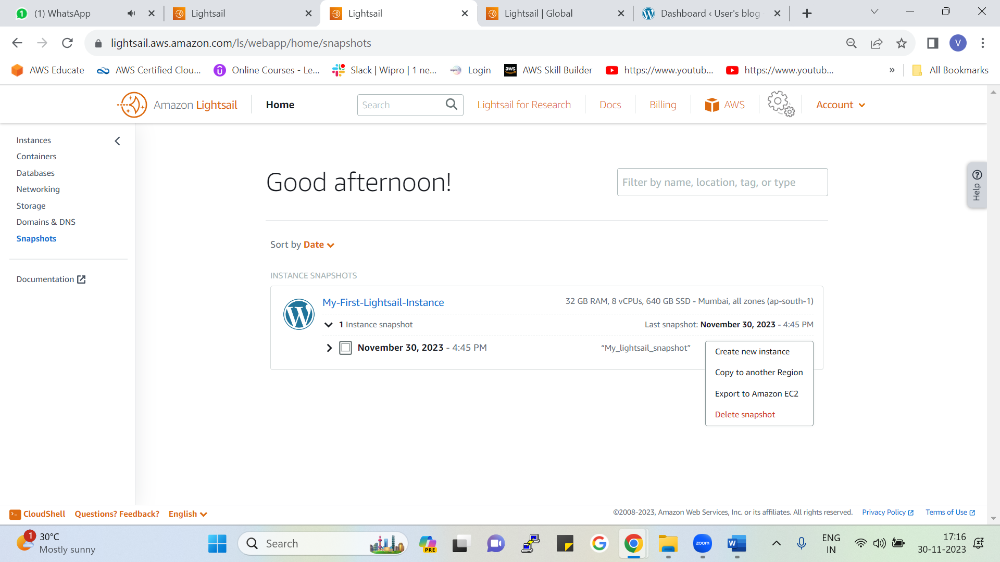 1
(1) WhatsApp
Lightsail
Lightsail
Lightsail | Global
Dashboard ‹ User's blog
lightsail.aws.amazon.com/ls/webapp/home/snapshots
V
AWS Educate
AWS Certified Clou...
Online Courses - Le...
Slack | Wipro | 1 ne...
Login
aws
AWS Skill Builder
https://www.youtub...
https://www.youtub...
»
All Bookmarks
Amazon Lightsail
Home
Search
Lightsail for Research
Docs
Billing
AWS
Account
Instances
Containers
Databases
Networking
Storage
Domains & DNS
Snapshots
Documentation
Good afternoon!
Filter by name, location, tag, or type
Help
Sort by Date
INSTANCE SNAPSHOTS
My-First-Lightsail-Instance
32 GB RAM, 8 vCPUs, 640 GB SSD - Mumbai, all zones (ap-south-1)
1 Instance snapshot
Last snapshot: November 30, 2023 - 4:45 PM
November 30, 2023 - 4:45 PM
“My_lightsail_snapshot”
Create new instance
Copy to another Region
Export to Amazon EC2
Delete snapshot
CloudShell
Questions? Feedback?
English
©2008-2023, Amazon Web Services, Inc. or its affiliates. All rights reserved.
Privacy Policy
Terms of Use
1
30°C
Mostly sunny
Search
PRE
zoom
W
ENG
IN
17:16
30-11-2023